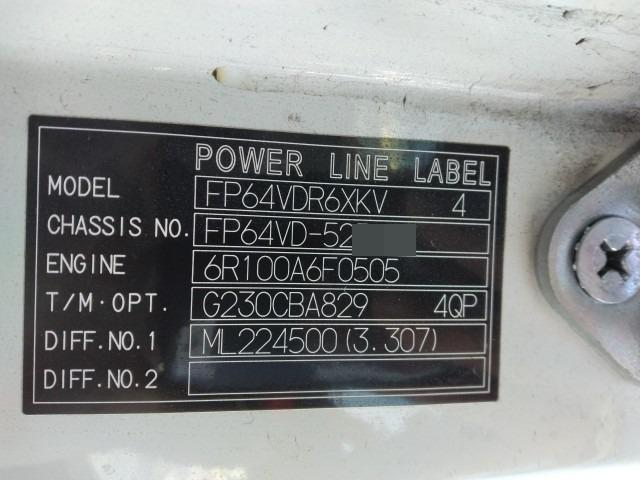 POWER LINE LABEL
MODEL FP64VDR6XKV 4
CHASSIS NO. FP64VD-52
ENGINE 6R100A6F0505
T/M·OPT. G230CBA829 4QP
DIFF.NO.1 ML224500(3.307)
DIFF.NO.2